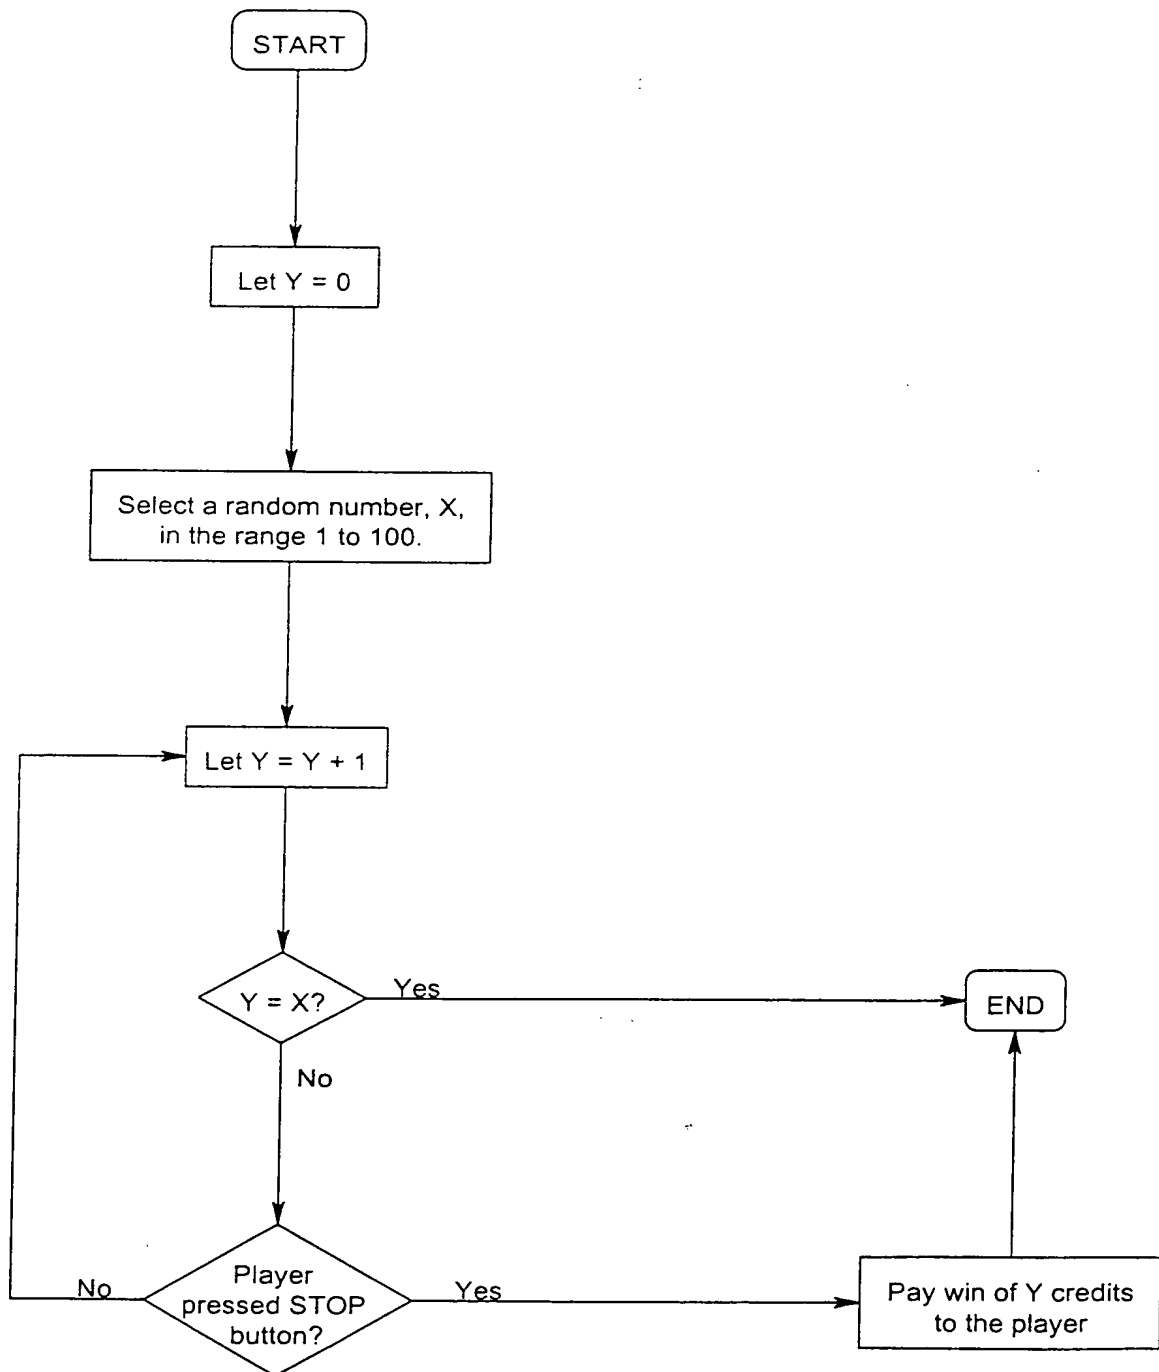 START
Let Y = 0
Select a random number, X,
in the range 1 to 100.
Let Y = Y + 1
Y = X?
Yes
END
No
Player
pressed STOP
button?
No
Yes
Pay win of Y credits
to the player